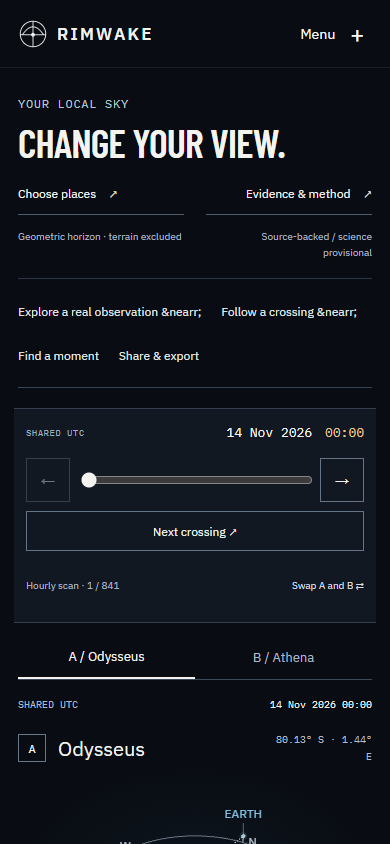 RIMWAKE
Menu +
YOUR LOCAL SKY
CHANGE YOUR VIEW.
Choose places ↗
Evidence & method ↗
Geometric horizon · terrain excluded
Source-backed / science
provisional
Explore a real observation &nearr;
Follow a crossing &nearr;
Find a moment
Share & export
SHARED UTC
14 Nov 2026 00:00
←
→
Next crossing ↗
Hourly scan · 1 / 841
Swap A and B ⇄
A / Odysseus
B / Athena
SHARED UTC
14 Nov 2026 00:00
A
Odysseus
80.13° S · 1.44°
E
EARTH
N